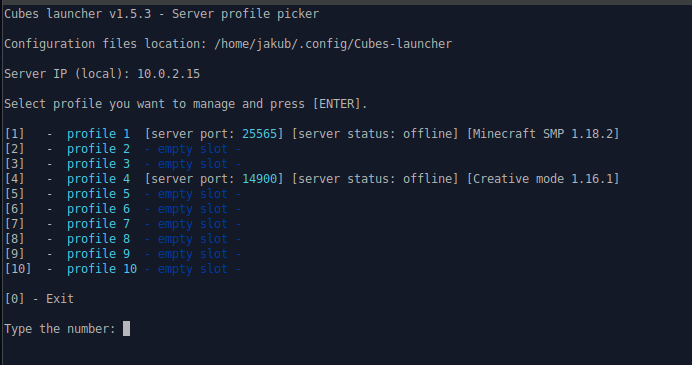 Cubes launcher v1.5.3 - Server profile picker
Configuration files location: /home/jakub/.config/Cubes-launcher
Server IP (local): 10.0.2.15
Select profile you want to manage and press [ENTER].
[1] - profile 1 [server port: 25565] [server status: offline] [Minecraft SMP 1.18.2]
[2] - profile 2 - empty slot -
[3] - profile 3 - empty slot -
[4] - profile 4 [server port: 14900] [server status: offline] [Creative mode 1.16.1]
[5] - profile 5 - empty slot -
[6] - profile 6 - empty slot -
[7] - profile 7 - empty slot -
[8] - profile 8 - empty slot -
[9] - profile 9 - empty slot -
[10] - profile 10 - empty slot -
[0] - Exit
Type the number: